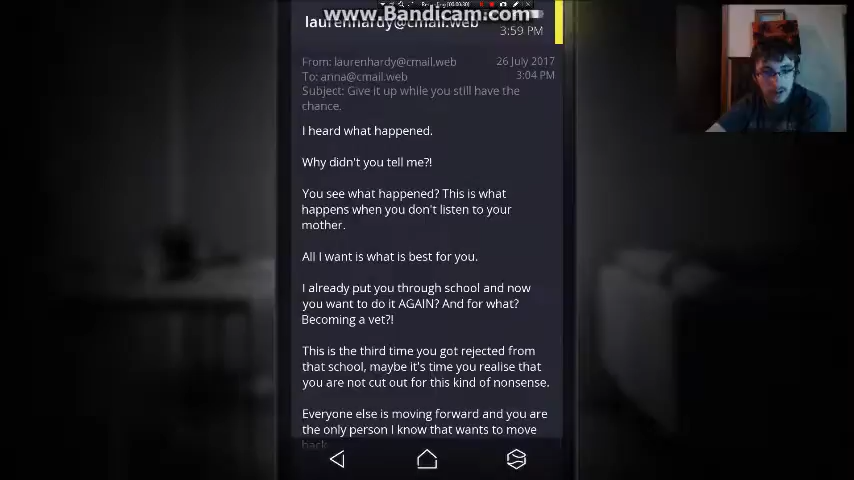 www.Bandicam.com
laurenhardy@cmail.web
3:59 PM
From: laurenhardy@cmail.web
26 July 2017
To: anna@cmail.web
3:04 PM
Subject: Give it up while you still have the
chance.
I heard what happened.
Why didn't you tell me?!
You see what happened? This is what
happens when you don't listen to your
mother.
All I want is what is best for you.
I already put you through school and now
you want to do it AGAIN? And for what?
Becoming a vet?!
This is the third time you got rejected from
that school, maybe it's time you realise that
you are not cut out for this kind of nonsense.
Everyone else is moving forward and you are
the only person I know that wants to move
back